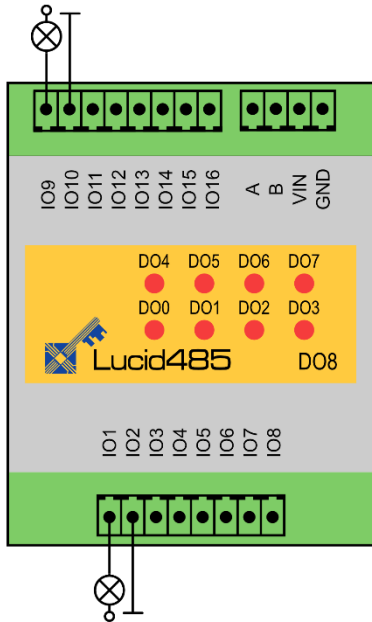 IO9 IO10 IO11 IO12 IO13 IO14 IO15 IO16 A B VIN GND
DO4 DO5 DO6 DO7
DO0 DO1 DO2 DO3
Lucid485 DO8
IO1 IO2 IO3 IO4 IO5 IO6 IO7 IO8